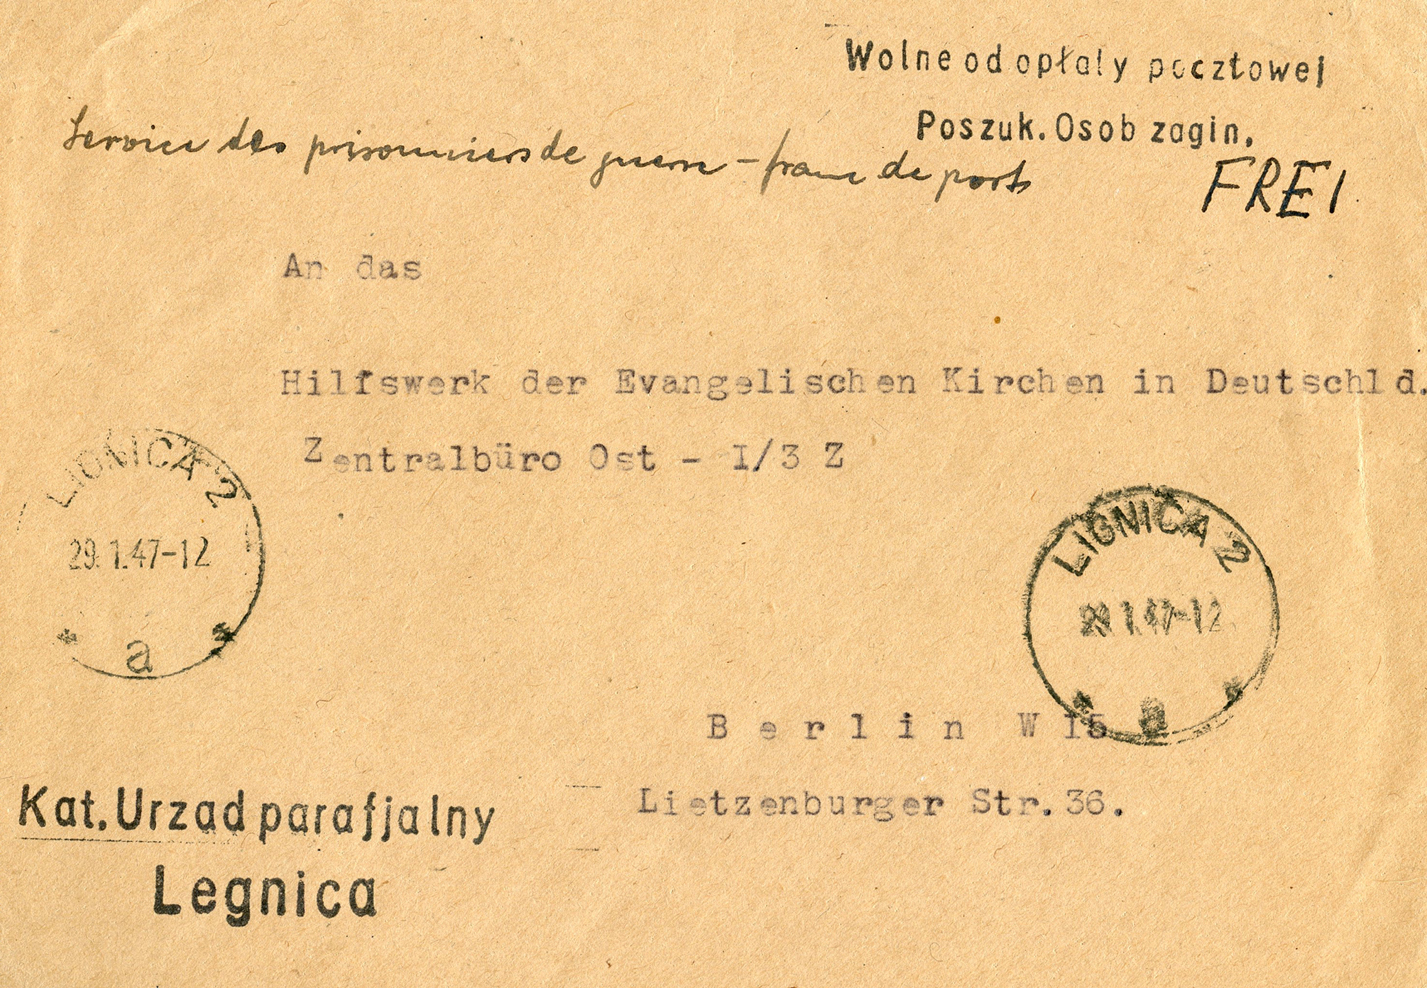 Wolne od opłaty pocztowej
Poszuk. Osob zagin.
Service des prisonniers de guerre – franc de port
FREI
An das
Hilfswerk der Evangelischen Kirchen in Deutschld.
Zentralbüro Ost - I/3 Z
LIGNICA 2
29.1.47-12
a
LIGNICA 2
29.1.47-12
a
Berlin W 15
Lietzenburger Str. 36.
Kat. Urzad parafjalny
Legnica